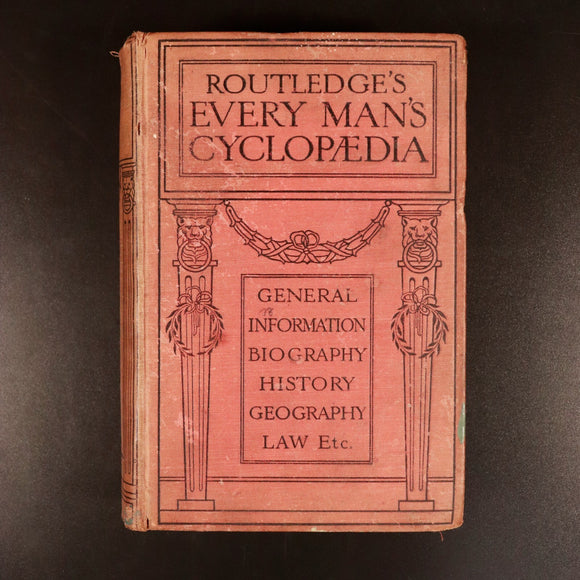 ROUTLEDGE'S
EVERY MAN'S
CYCLOPÆDIA
GENERAL
INFORMATION
BIOGRAPHY
HISTORY
GEOGRAPHY
LAW Etc.